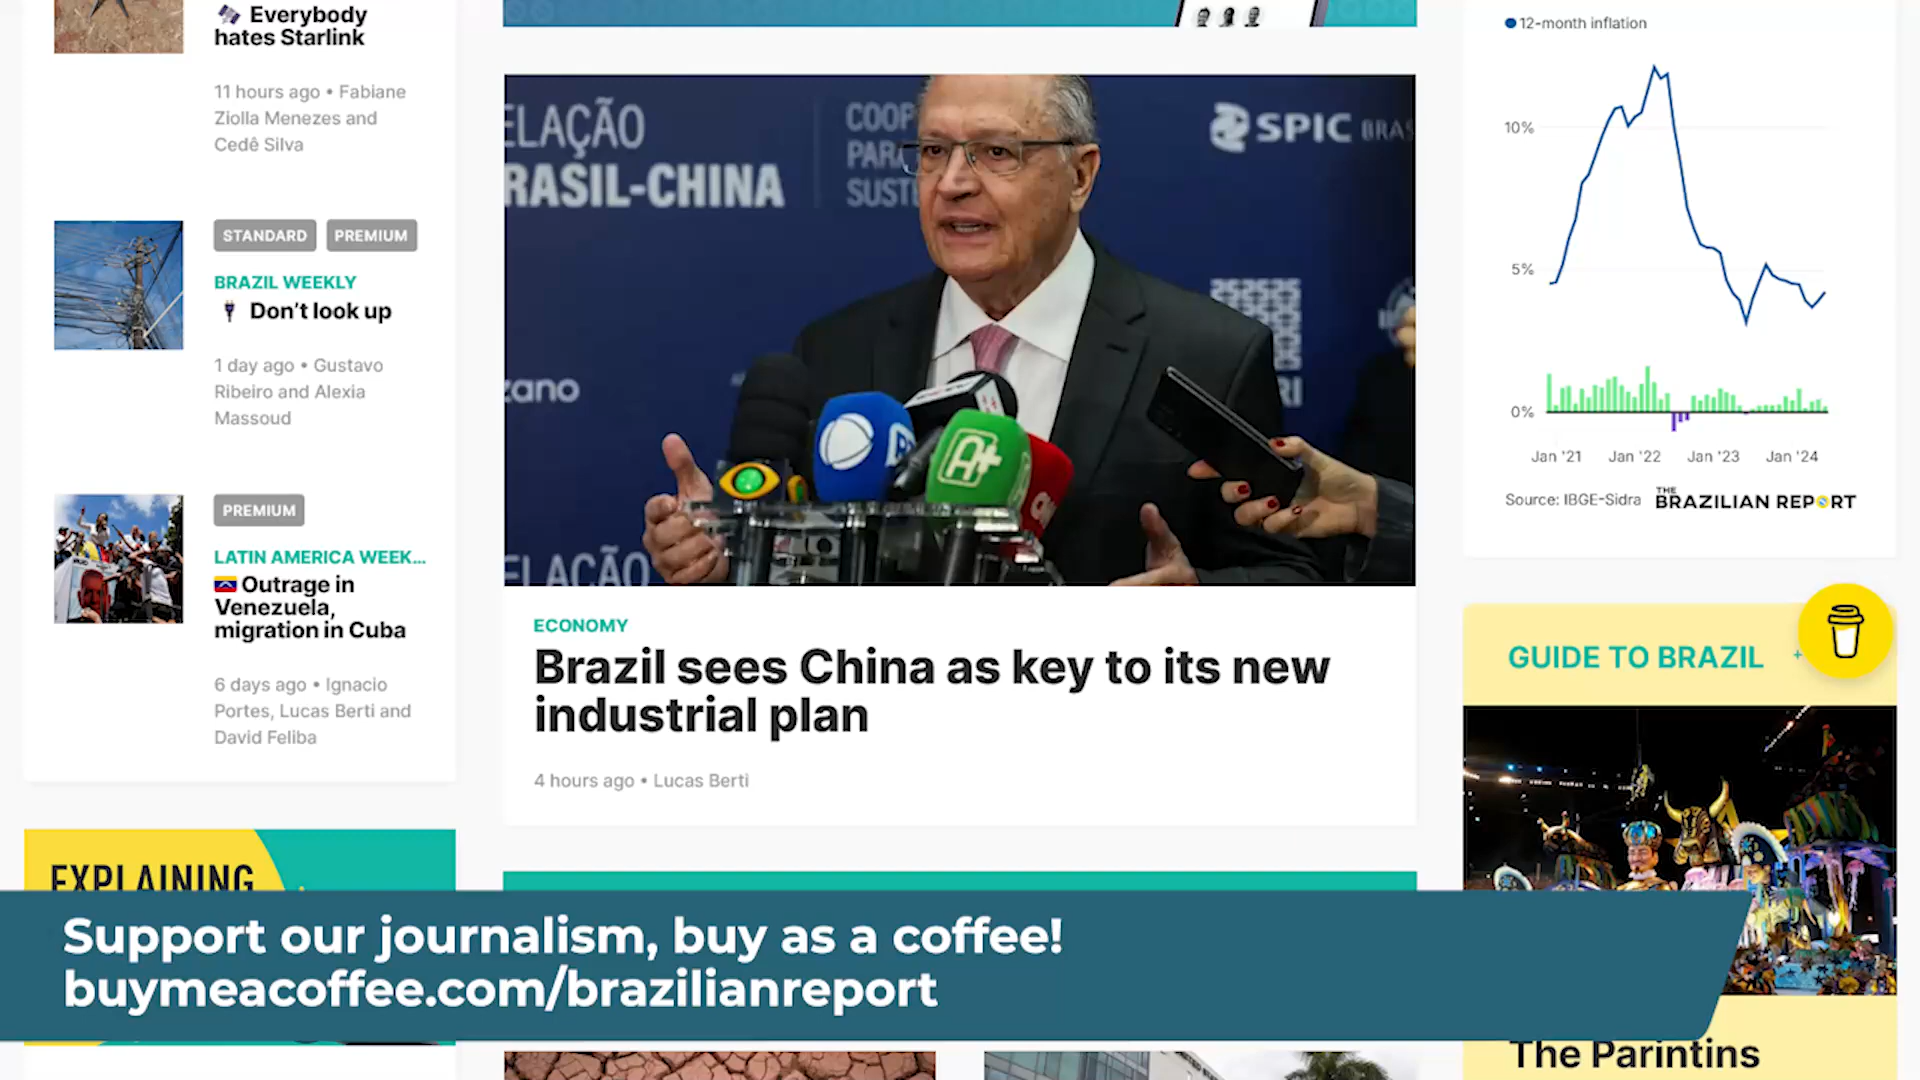 Everybody
hates Starlink
11 hours ago • Fabiane
Ziolla Menezes and
Cedê Silva
STANDARD PREMIUM
BRAZIL WEEKLY
Don’t look up
1 day ago • Gustavo
Ribeiro and Alexia
Massoud
PREMIUM
LATIN AMERICA WEEK...
Outrage in
Venezuela,
migration in Cuba
6 days ago • Ignacio
Portes, Lucas Berti and
David Feliba
EXPLAINING
ELAÇÃO
RASIL-CHINA
COOP
PARA
SUSTE
SPIC BRAS
zano
ELAÇÃO
ECONOMY
Brazil sees China as key to its new
industrial plan
4 hours ago • Lucas Berti
12-month inflation
10%
5%
0%
Jan '21 Jan '22 Jan '23 Jan '24
Source: IBGE-Sidra THE BRAZILIAN REPORT
GUIDE TO BRAZIL
The Parintins
Support our journalism, buy as a coffee!
buymeacoffee.com/brazilianreport